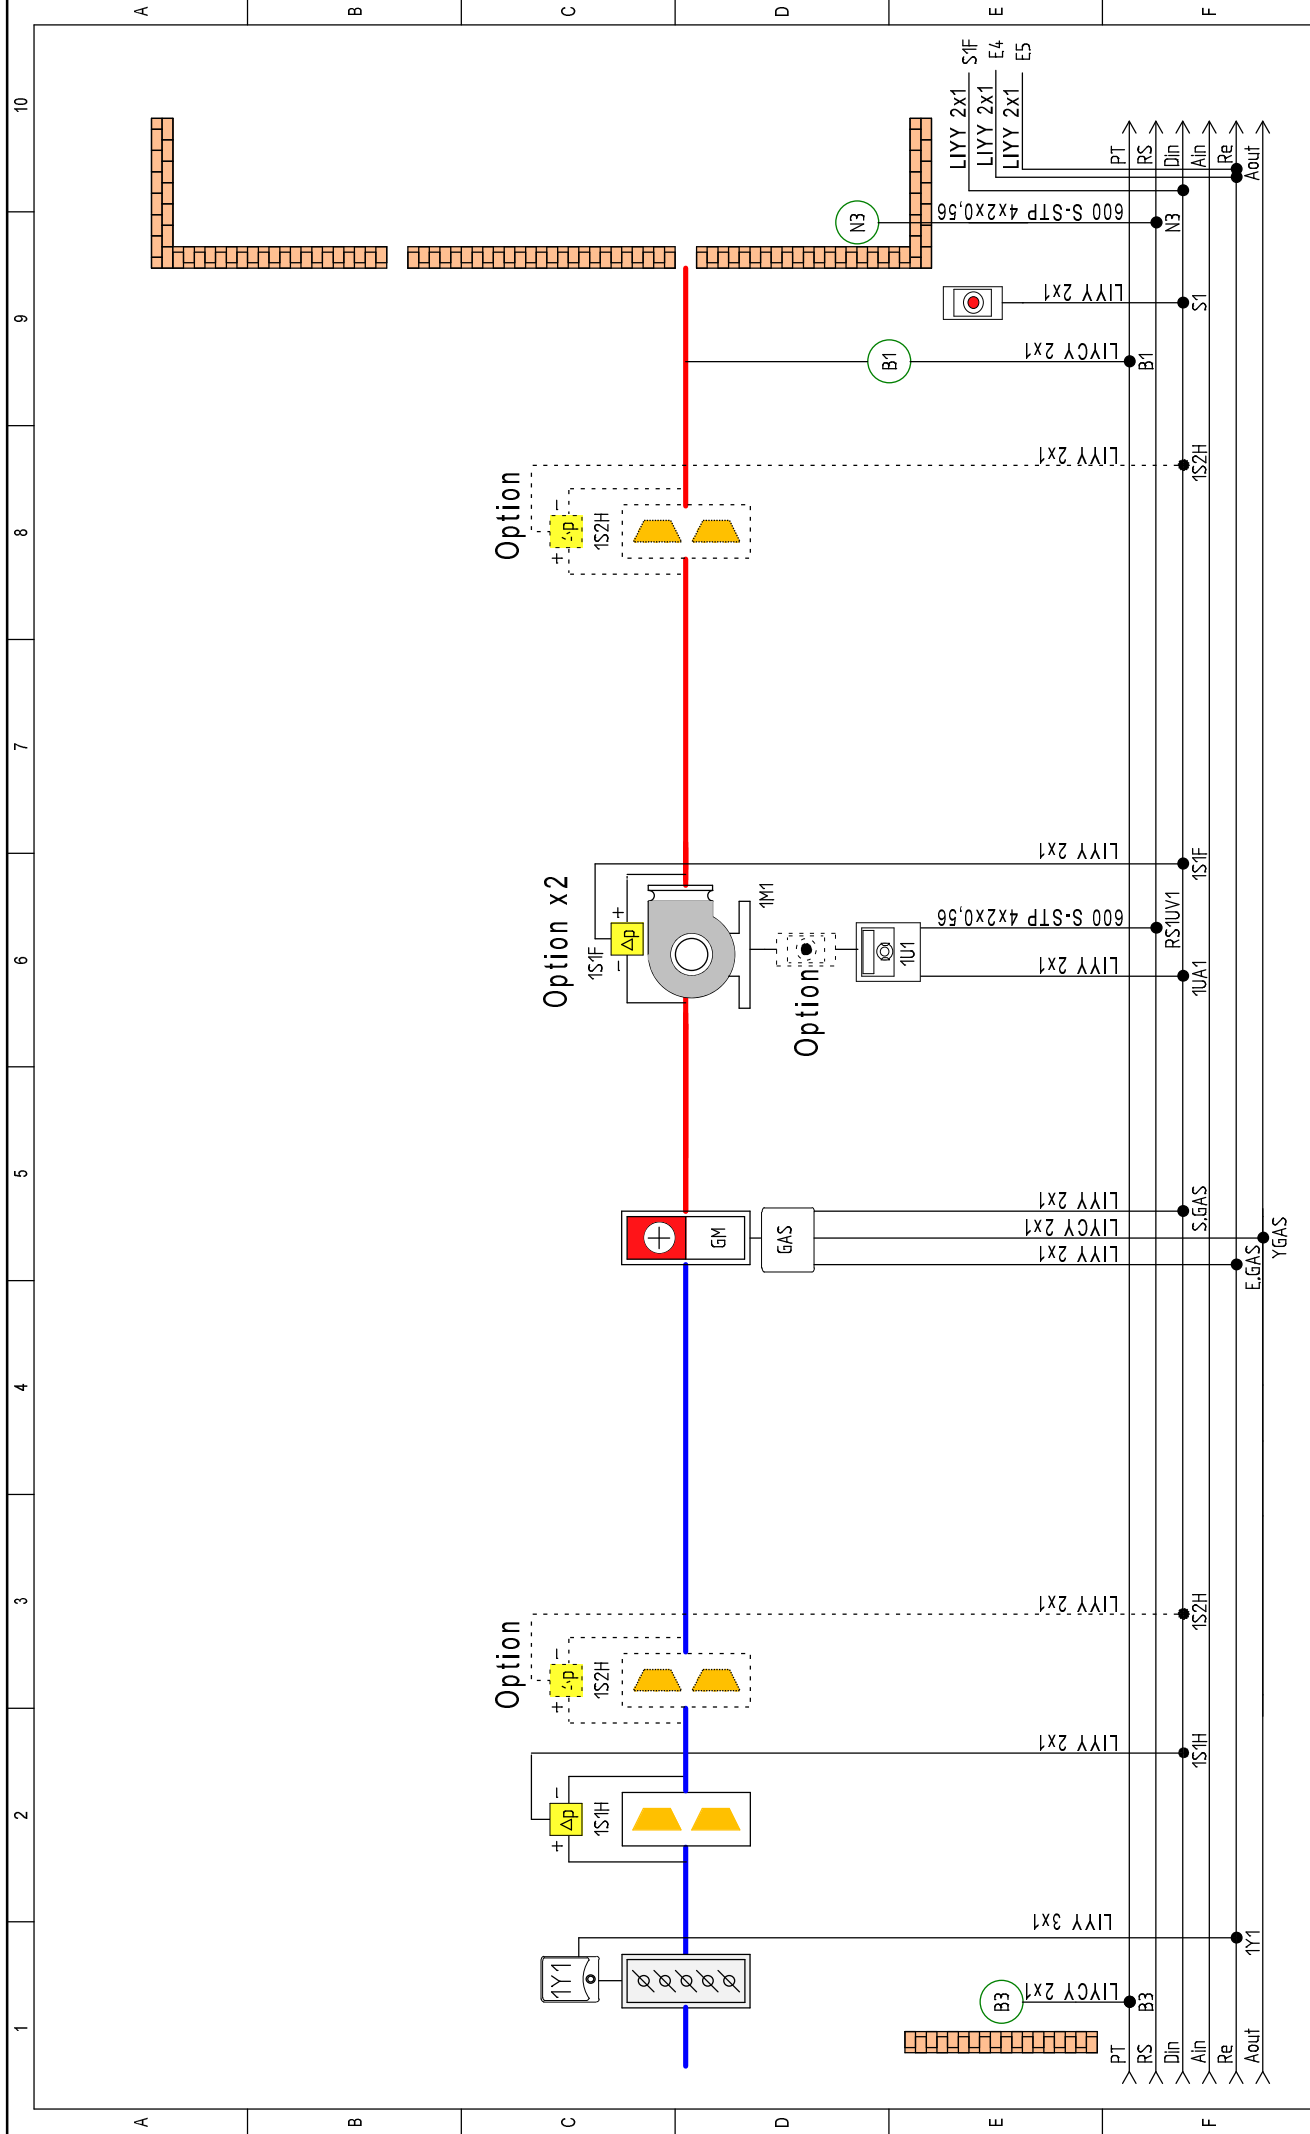 A
B
C
D
E
F
10
9
8
7
6
5
4
3
2
1
S1F
E4
E5
LIYY 2x1
LIYY 2x1
LIYY 2x1
PT
RS
Din
Ain
Re
Aout
N3
600 S-STP 4x2x0,56
N3
LIYY 2x1
S1
B1
LIYCY 2x1
B1
Option
- Δp +
1S2H
LIYY 2x1
1S2H
Option x2
+ Δp -
1S1F
1M1
LIYY 2x1
1S1F
Option
1U1
600 S-STP 4x2x0,56
RS1UV1
LIYY 2x1
1UA1
GM
GAS
LIYY 2x1
S.GAS
LIYCY 2x1
YGAS
LIYY 2x1
E.GAS
Option
- Δp +
1S2H
LIYY 2x1
1S2H
- Δp +
1S1H
LIYY 2x1
1S1H
1Y1
LIYY 3x1
1Y1
B3
LIYCY 2x1
B3
PT
RS
Din
Ain
Re
Aout
A
B
C
D
E
F